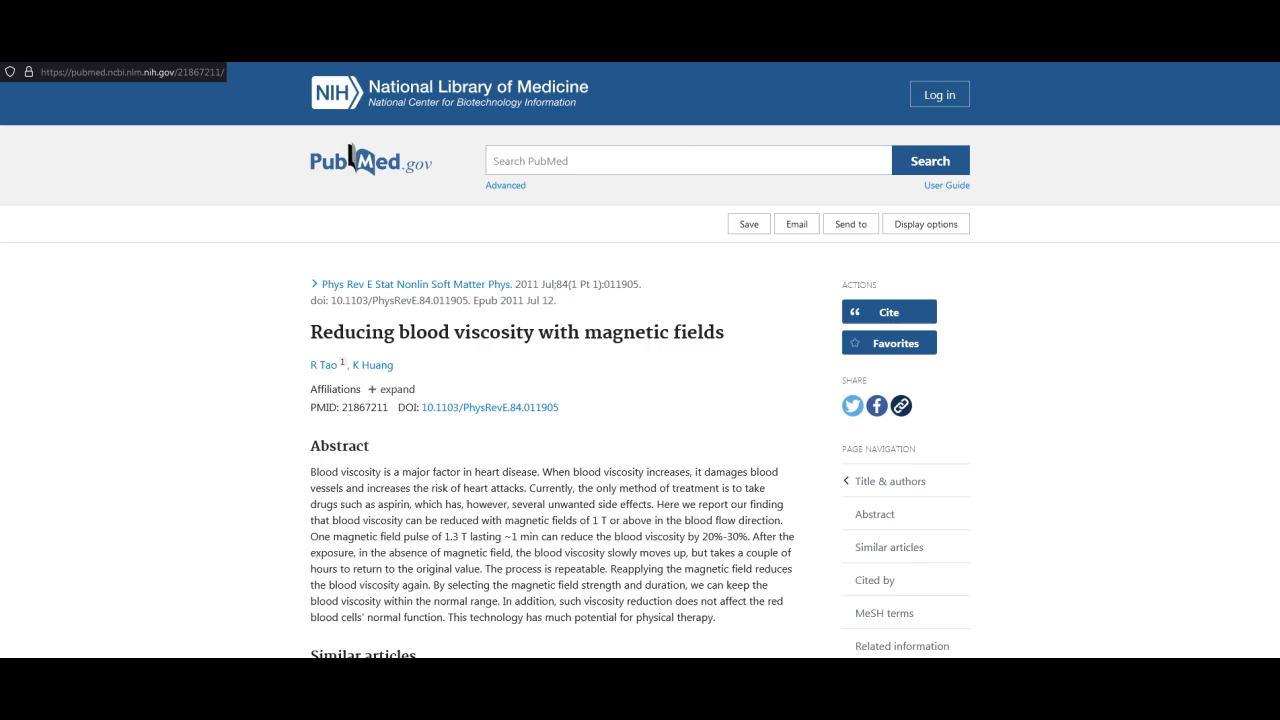 https://pubmed.ncbi.nlm.nih.gov/21867211/
NIH National Library of Medicine
National Center for Biotechnology Information
Log in
PubMed.gov
Search PubMed
Search
Advanced
User Guide
Save
Email
Send to
Display options
Phys Rev E Stat Nonlin Soft Matter Phys. 2011 Jul;84(1 Pt 1):011905.
doi: 10.1103/PhysRevE.84.011905. Epub 2011 Jul 12.
Reducing blood viscosity with magnetic fields
R Tao 1, K Huang
Affiliations + expand
PMID: 21867211 DOI: 10.1103/PhysRevE.84.011905
Abstract
Blood viscosity is a major factor in heart disease. When blood viscosity increases, it damages blood
vessels and increases the risk of heart attacks. Currently, the only method of treatment is to take
drugs such as aspirin, which has, however, several unwanted side effects. Here we report our finding
that blood viscosity can be reduced with magnetic fields of 1 T or above in the blood flow direction.
One magnetic field pulse of 1.3 T lasting ~1 min can reduce the blood viscosity by 20%-30%. After the
exposure, in the absence of magnetic field, the blood viscosity slowly moves up, but takes a couple of
hours to return to the original value. The process is repeatable. Reapplying the magnetic field reduces
the blood viscosity again. By selecting the magnetic field strength and duration, we can keep the
blood viscosity within the normal range. In addition, such viscosity reduction does not affect the red
blood cells' normal function. This technology has much potential for physical therapy.
Similar articles
ACTIONS
Cite
Favorites
SHARE
PAGE NAVIGATION
Title & authors
Abstract
Similar articles
Cited by
MeSH terms
Related information